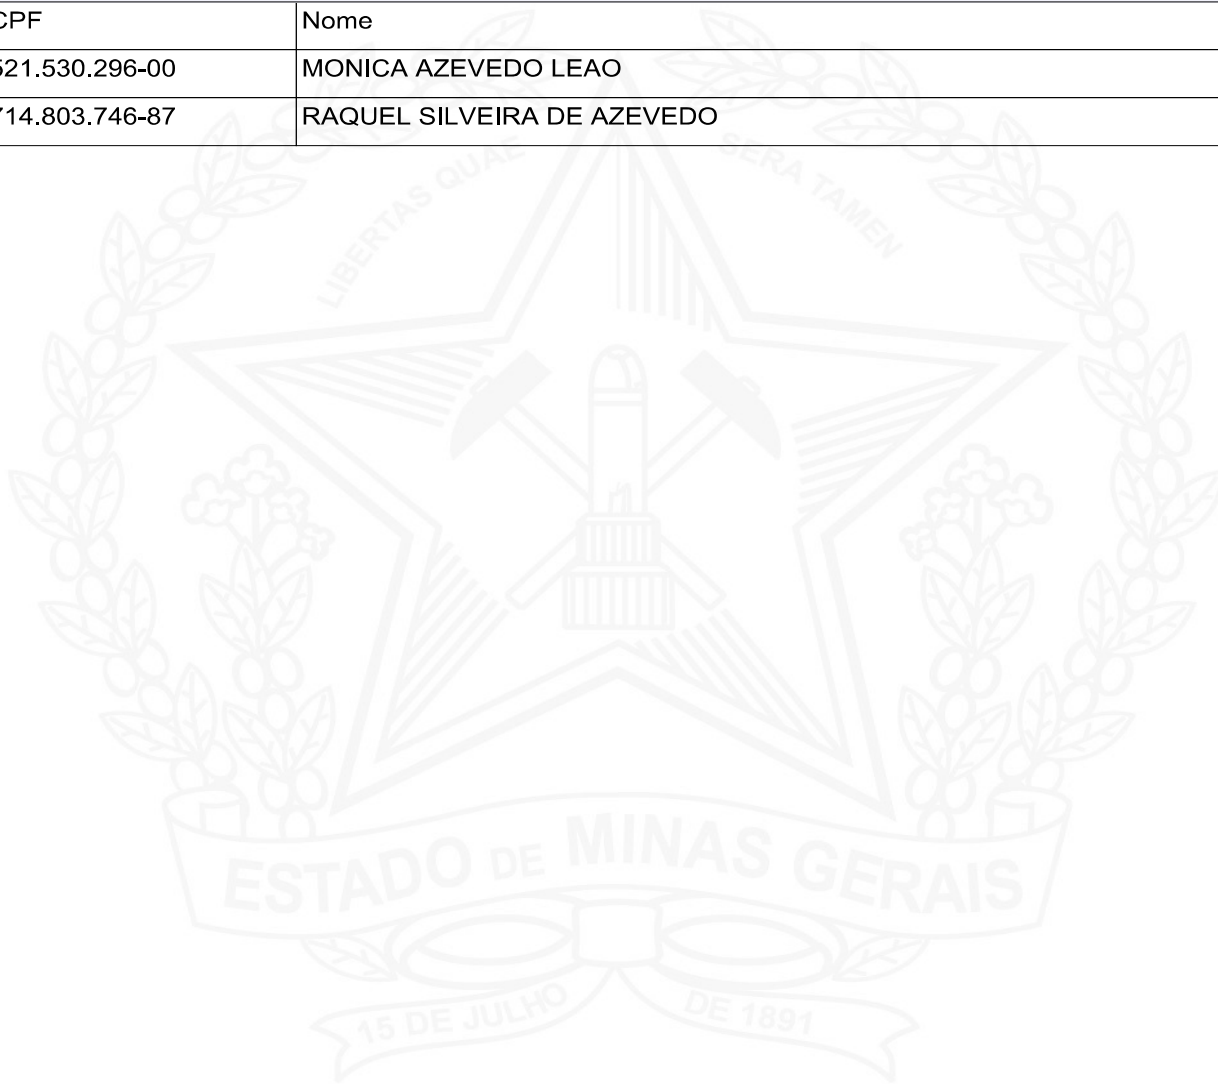 CPF Nome
521.530.296-00 MONICA AZEVEDO LEAO
714.803.746-87 RAQUEL SILVEIRA DE AZEVEDO
LIBERTAS QUAE SERA TAMEN
ESTADO DE MINAS GERAIS
15 DE JULHO DE 1891